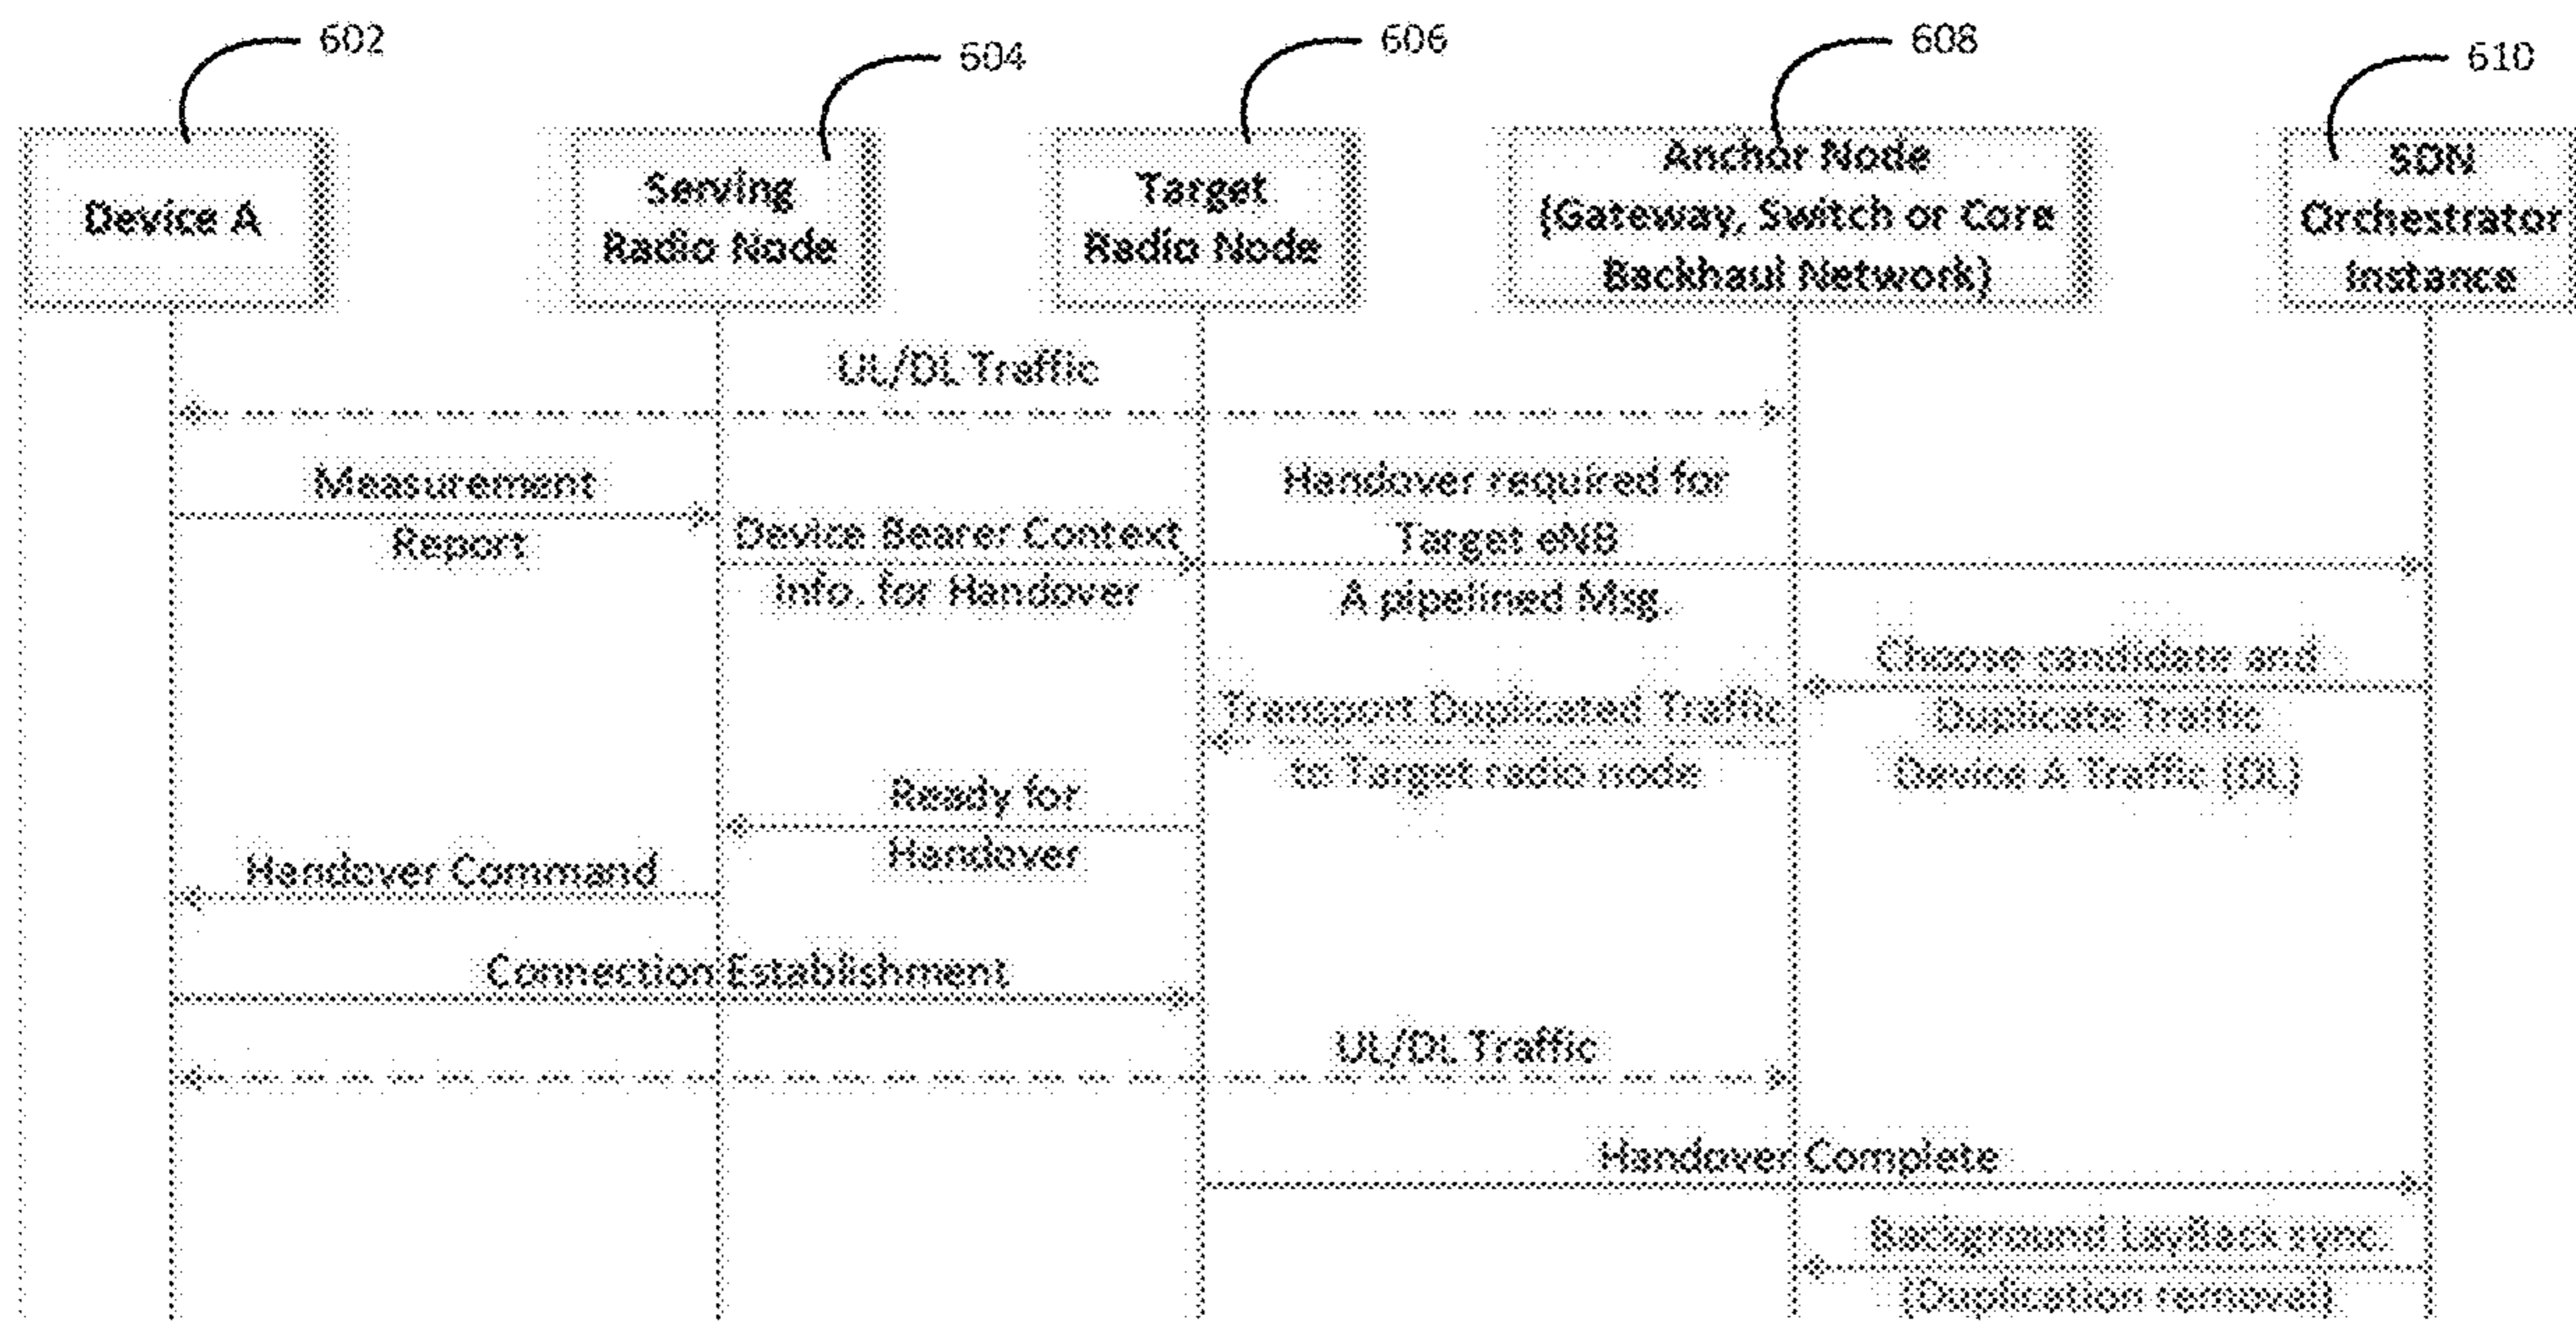 602
604
606
608
610
Device A
Serving
Radio Node
Target
Radio Node
Anchor Node
(Gateway, Switch or Core
Backhaul Network)
SDN
Orchestrator
Instance
UL/DL Traffic
Measurement
Report
Device Bearer Context
info. for Handover
Handover required for
Target eNB
A pipelined Msg.
Choose candidate and
Duplicate Traffic
Device A Traffic (DL)
Transport Duplicated Traffic
to Target radio node
Ready for
Handover
Handover Command
Connection Establishment
UL/DL Traffic
Handover Complete
Background LayBack sync.
(Duplication removal)